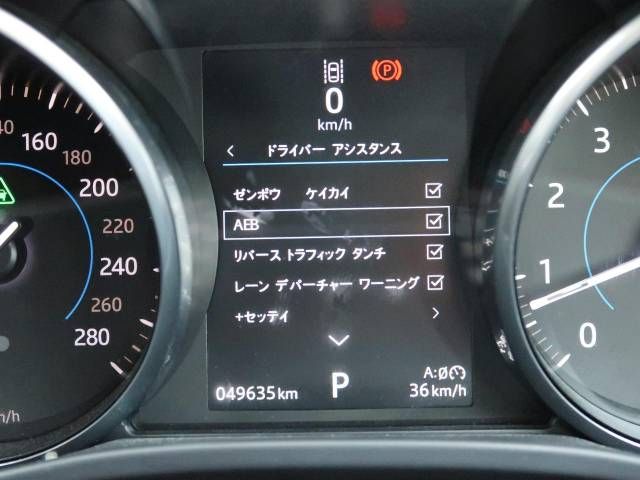 0
km/h
ドライバー アシスタンス
ゼンポウ ケイカイ
AEB
リバース トラフィック タンチ
レーン デパーチャー ワーニング
+セッテイ
P
049635 km
A:Ø
36 km/h
160
180
200
220
240
260
280
3
2
1
0